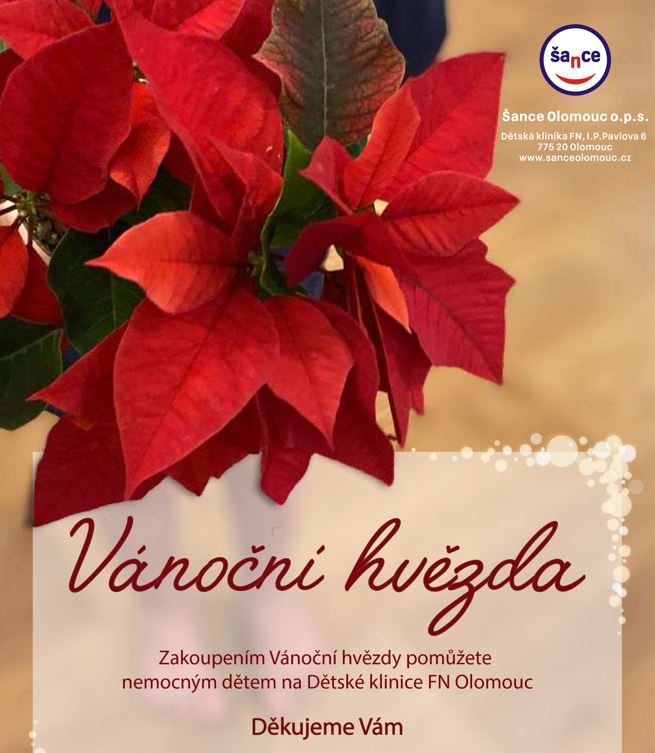 šance
Šance Olomouc o.p.s.
Dětská klinika FN, I.P.Pavlova 6
775 20 Olomouc
www.sanceolomouc.cz
Vánoční hvězda
Zakoupením Vánoční hvězdy pomůžete
nemocným dětem na Dětské klinice FN Olomouc
Děkujeme Vám